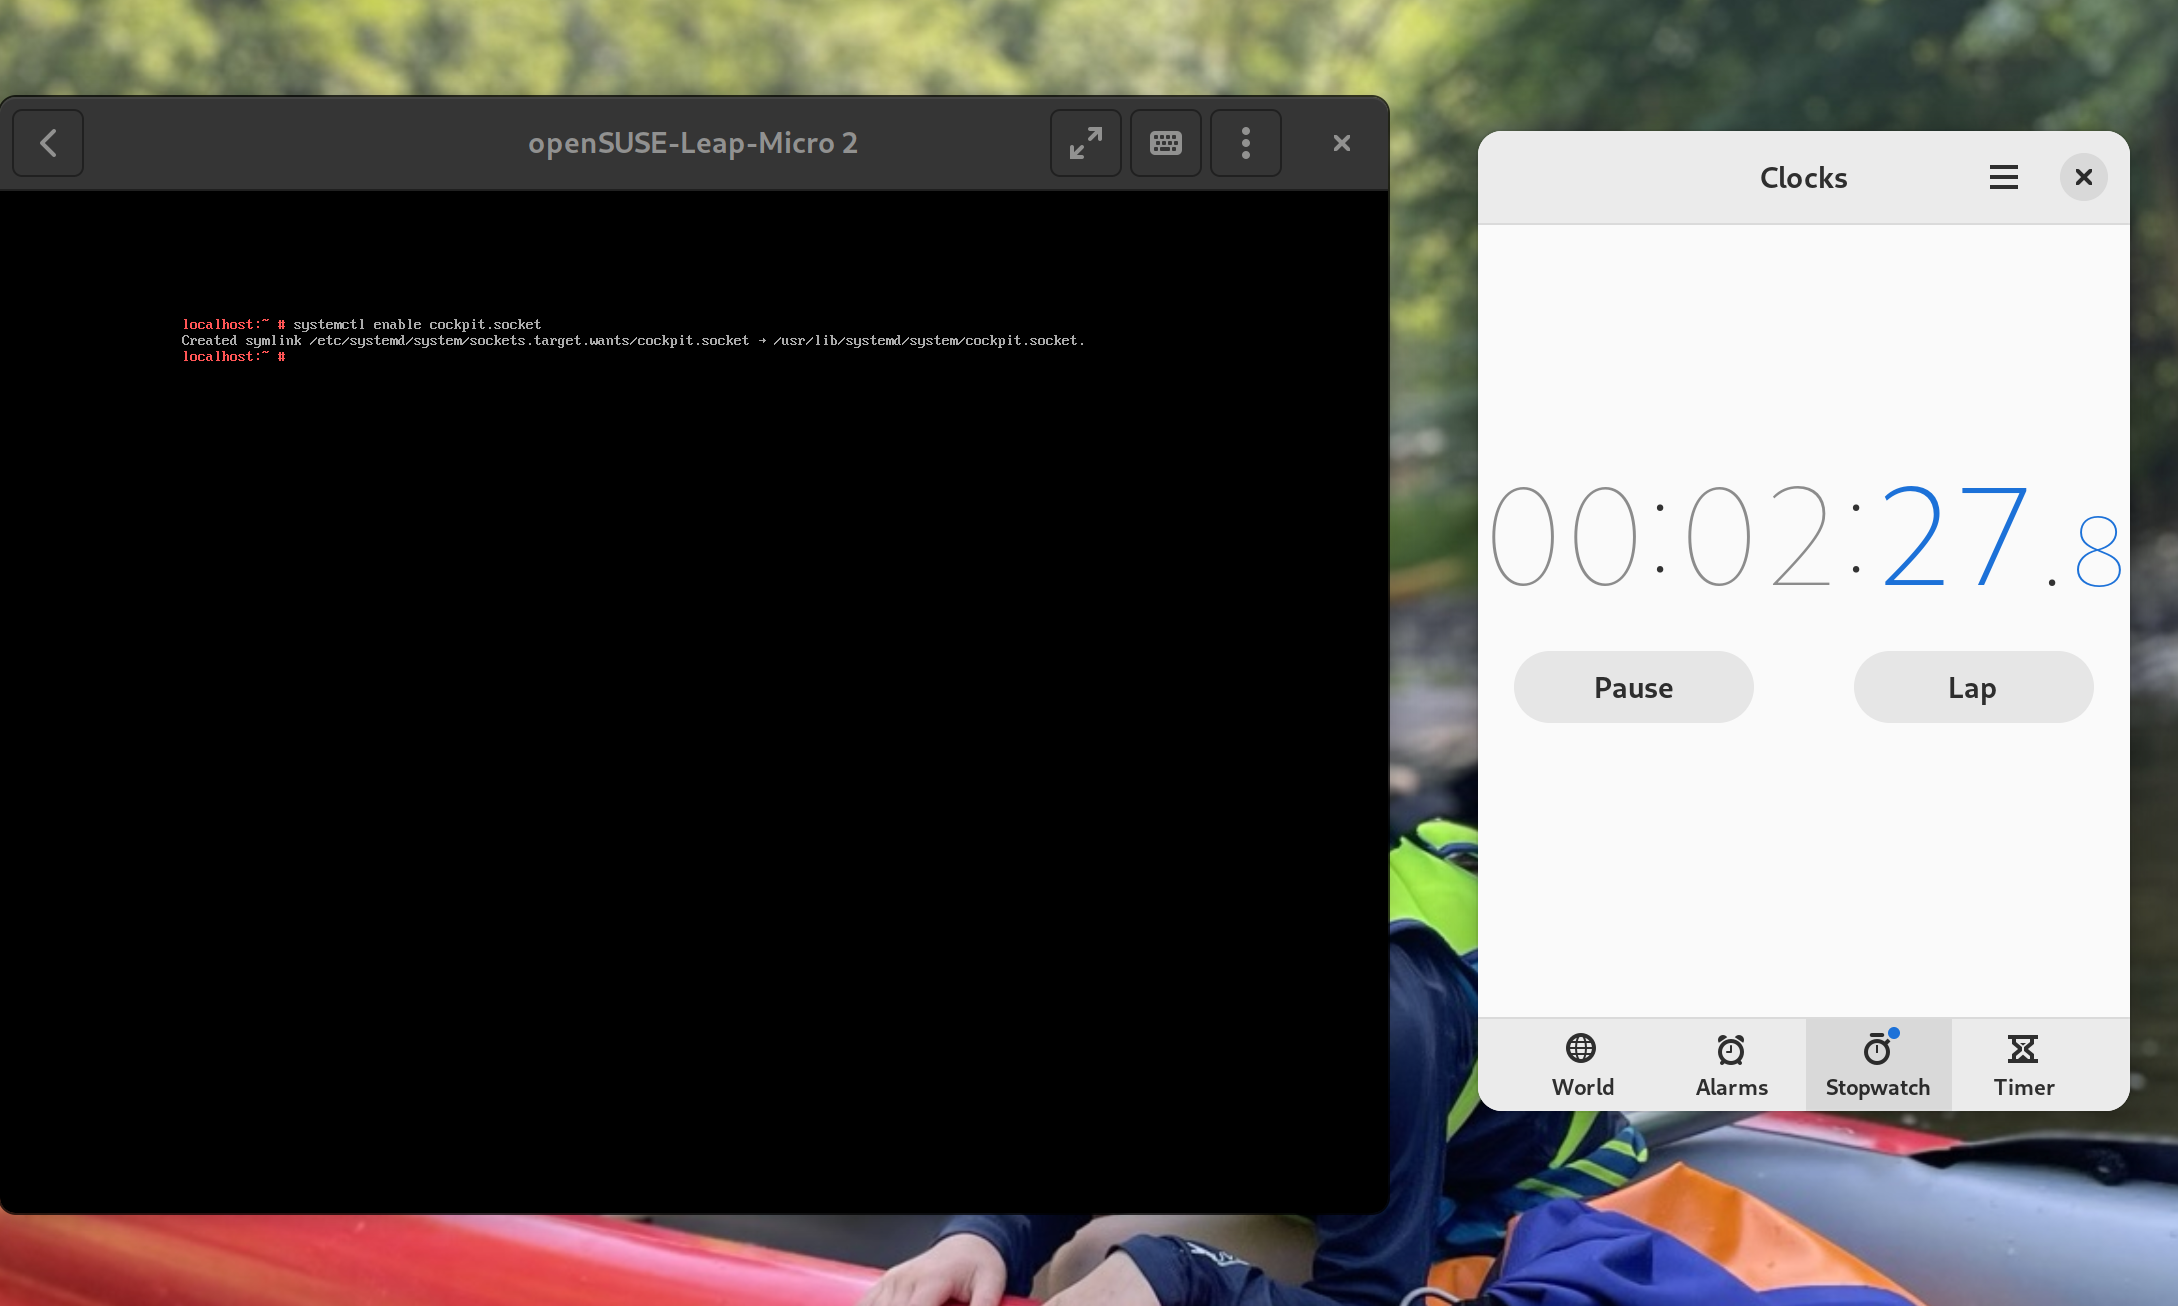 openSUSE-Leap-Micro 2
localhost:~ # systemctl enable cockpit.socket
Created symlink /etc/systemd/system/sockets.target.wants/cockpit.socket → /usr/lib/systemd/system/cockpit.socket.
localhost:~ #
Clocks
00:02:27.8
Pause
Lap
World
Alarms
Stopwatch
Timer